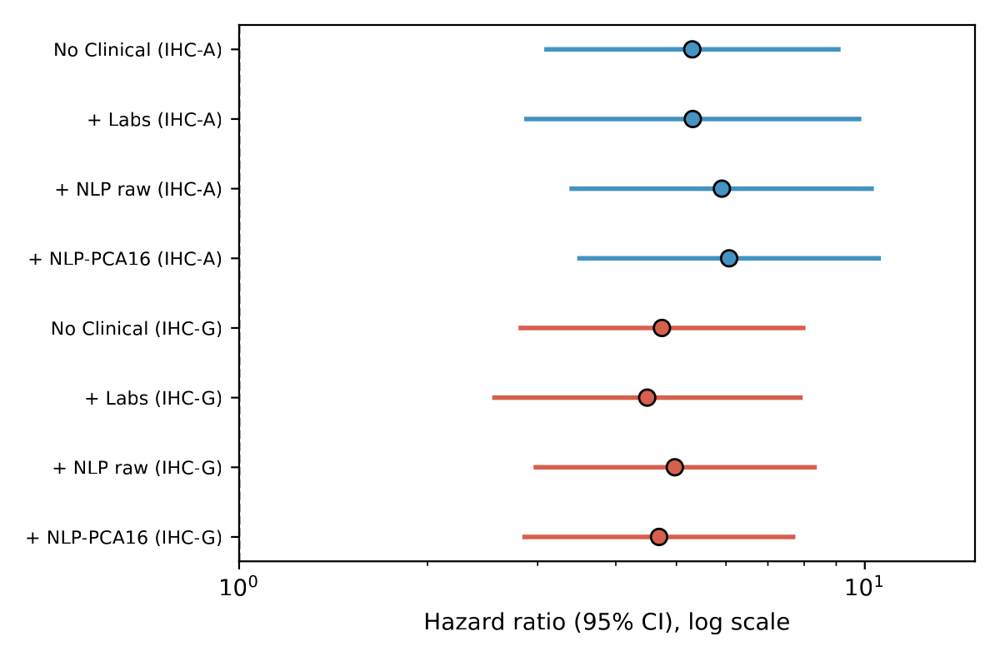 No Clinical (IHC-A)
+ Labs (IHC-A)
+ NLP raw (IHC-A)
+ NLP-PCA16 (IHC-A)
No Clinical (IHC-G)
+ Labs (IHC-G)
+ NLP raw (IHC-G)
+ NLP-PCA16 (IHC-G)
10⁰ 10¹
Hazard ratio (95% CI), log scale